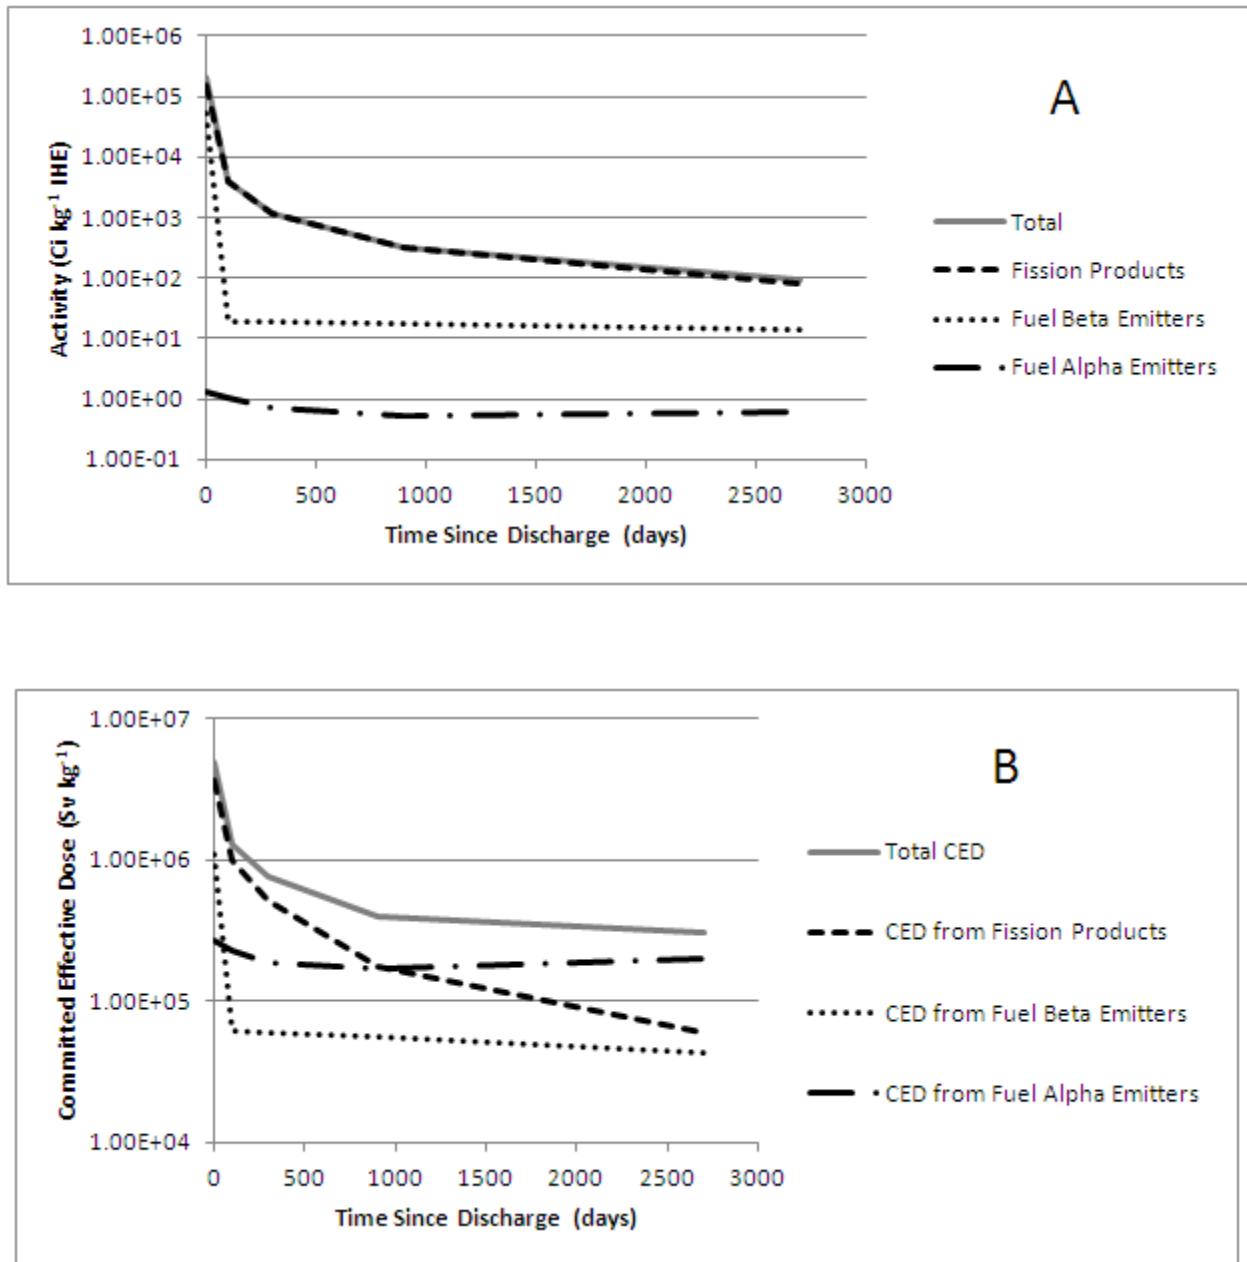 A
1.00E+06
1.00E+05
1.00E+04
1.00E+03
1.00E+02
1.00E+01
1.00E+00
1.00E-01
Activity (Ci kg⁻¹ IHE)
0 500 1000 1500 2000 2500 3000
Time Since Discharge (days)
Total
Fission Products
Fuel Beta Emitters
Fuel Alpha Emitters
B
1.00E+07
1.00E+06
1.00E+05
1.00E+04
Committed Effective Dose (Sv kg⁻¹)
0 500 1000 1500 2000 2500 3000
Time Since Discharge (days)
Total CED
CED from Fission Products
CED from Fuel Beta Emitters
CED from Fuel Alpha Emitters